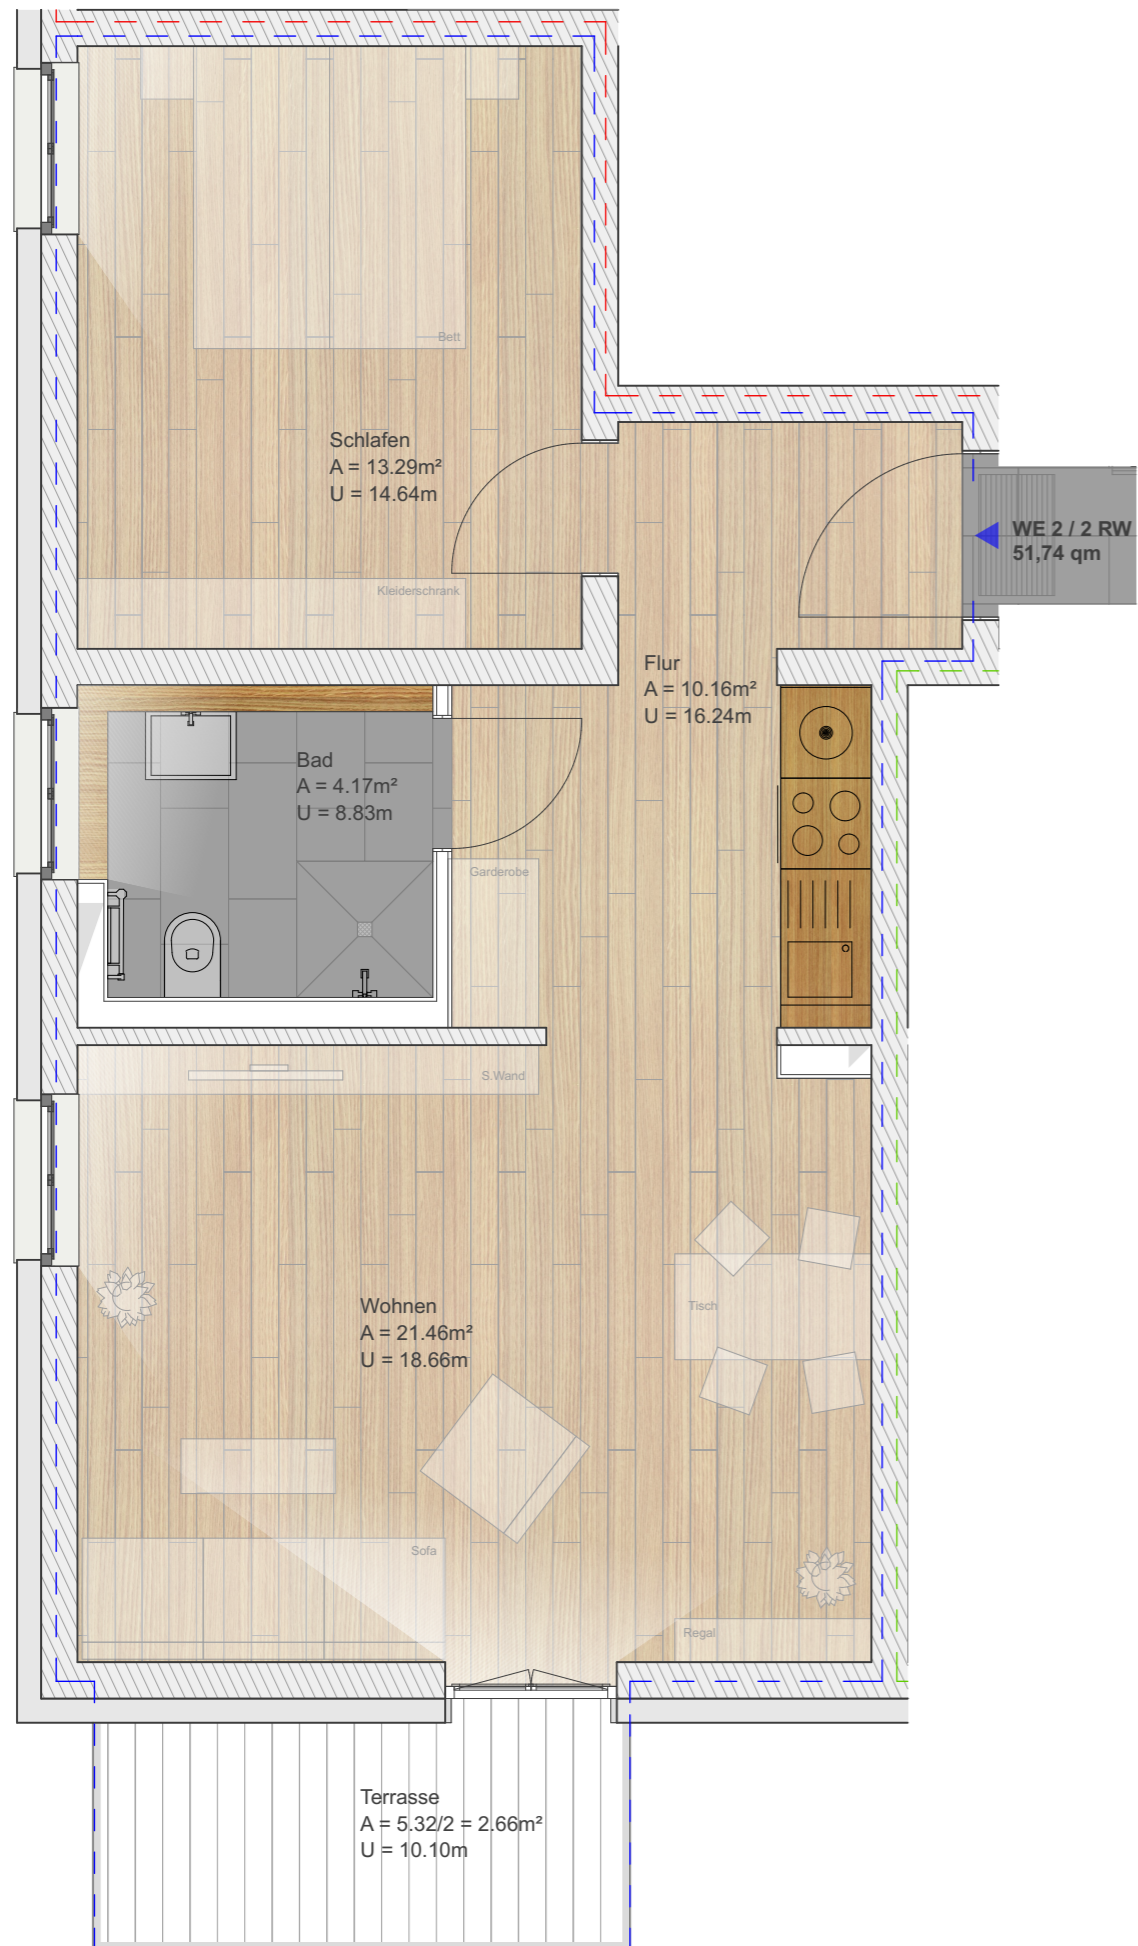 Bett
Schlafen
A = 13.29m²
U = 14.64m
WE 2 / 2 RW
51,74 qm
Kleiderschrank
Flur
A = 10.16m²
U = 16.24m
Bad
A = 4.17m²
U = 8.83m
Garderobe
S.Wand
Wohnen
A = 21.46m²
U = 18.66m
Tisch
Sofa
Regal
Terrasse
A = 5.32/2 = 2.66m²
U = 10.10m